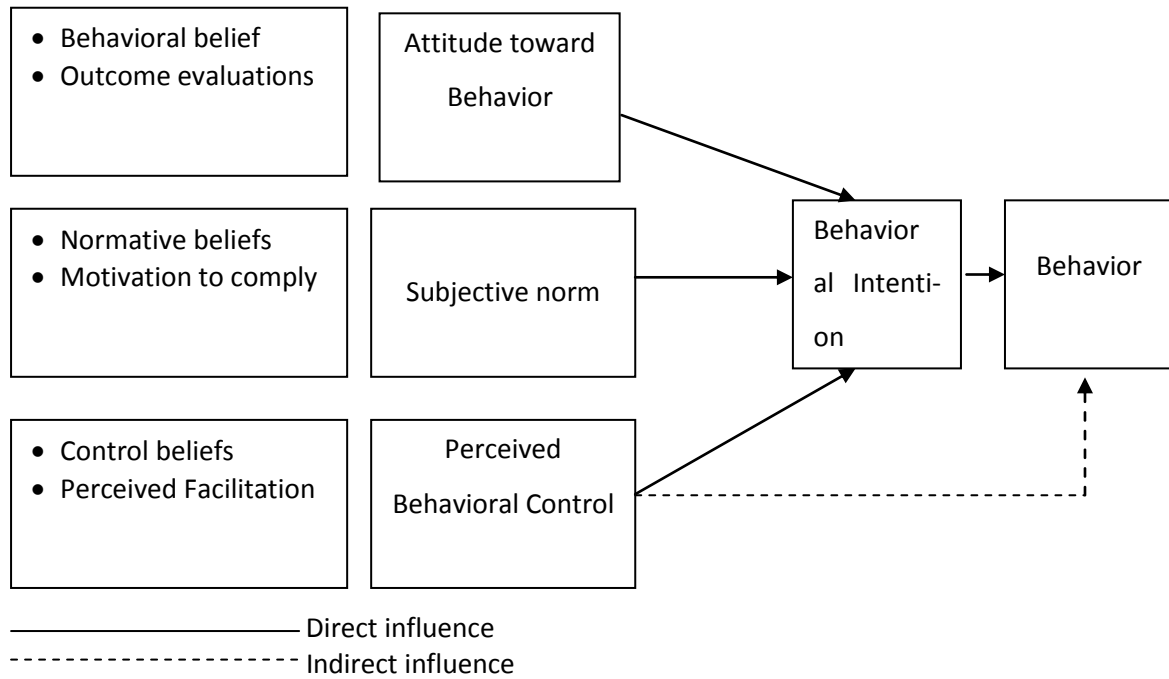 • Behavioral belief
• Outcome evaluations
Attitude toward
Behavior
• Normative beliefs
• Motivation to comply
Subjective norm
Behavior
al Intenti-
on
Behavior
• Control beliefs
• Perceived Facilitation
Perceived
Behavioral Control
Direct influence
Indirect influence